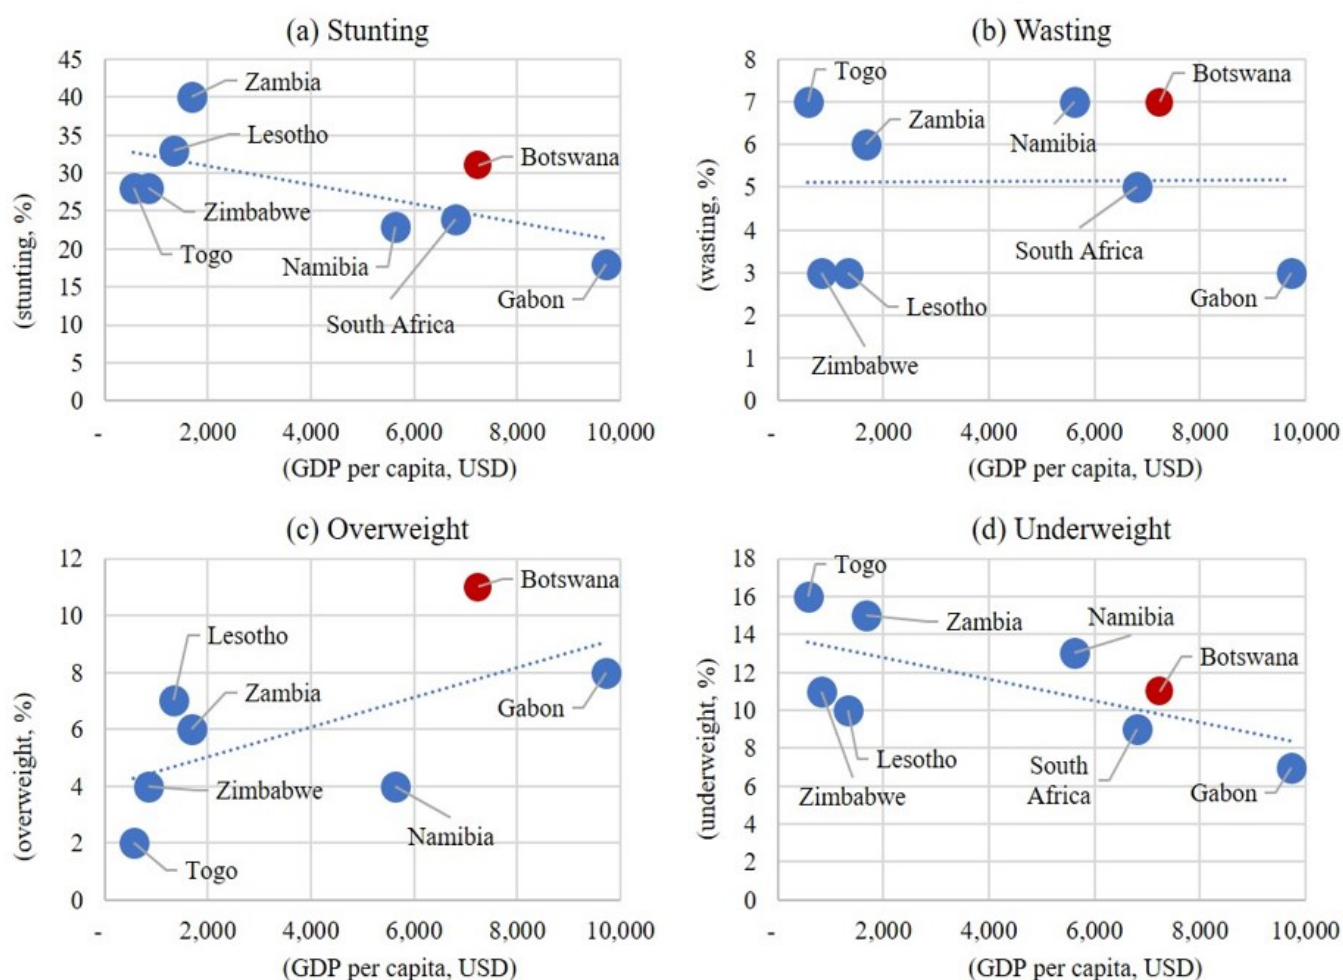 (a) Stunting
(stunting, %)
45
40
35
30
25
20
15
10
5
0
Zambia
Lesotho
Botswana
Zimbabwe
Togo
Namibia
South Africa
Gabon
-
2,000
4,000
6,000
8,000
10,000
(GDP per capita, USD)
(b) Wasting
(wasting, %)
8
7
6
5
4
3
2
1
0
Togo
Botswana
Zambia
Namibia
South Africa
Lesotho
Gabon
Zimbabwe
-
2,000
4,000
6,000
8,000
10,000
(GDP per capita, USD)
(c) Overweight
(overweight, %)
12
10
8
6
4
2
0
Botswana
Lesotho
Zambia
Gabon
Zimbabwe
Namibia
Togo
-
2,000
4,000
6,000
8,000
10,000
(GDP per capita, USD)
(d) Underweight
(underweight, %)
18
16
14
12
10
8
6
4
2
0
Togo
Zambia
Namibia
Botswana
Lesotho
South
Africa
Zimbabwe
Gabon
-
2,000
4,000
6,000
8,000
10,000
(GDP per capita, USD)